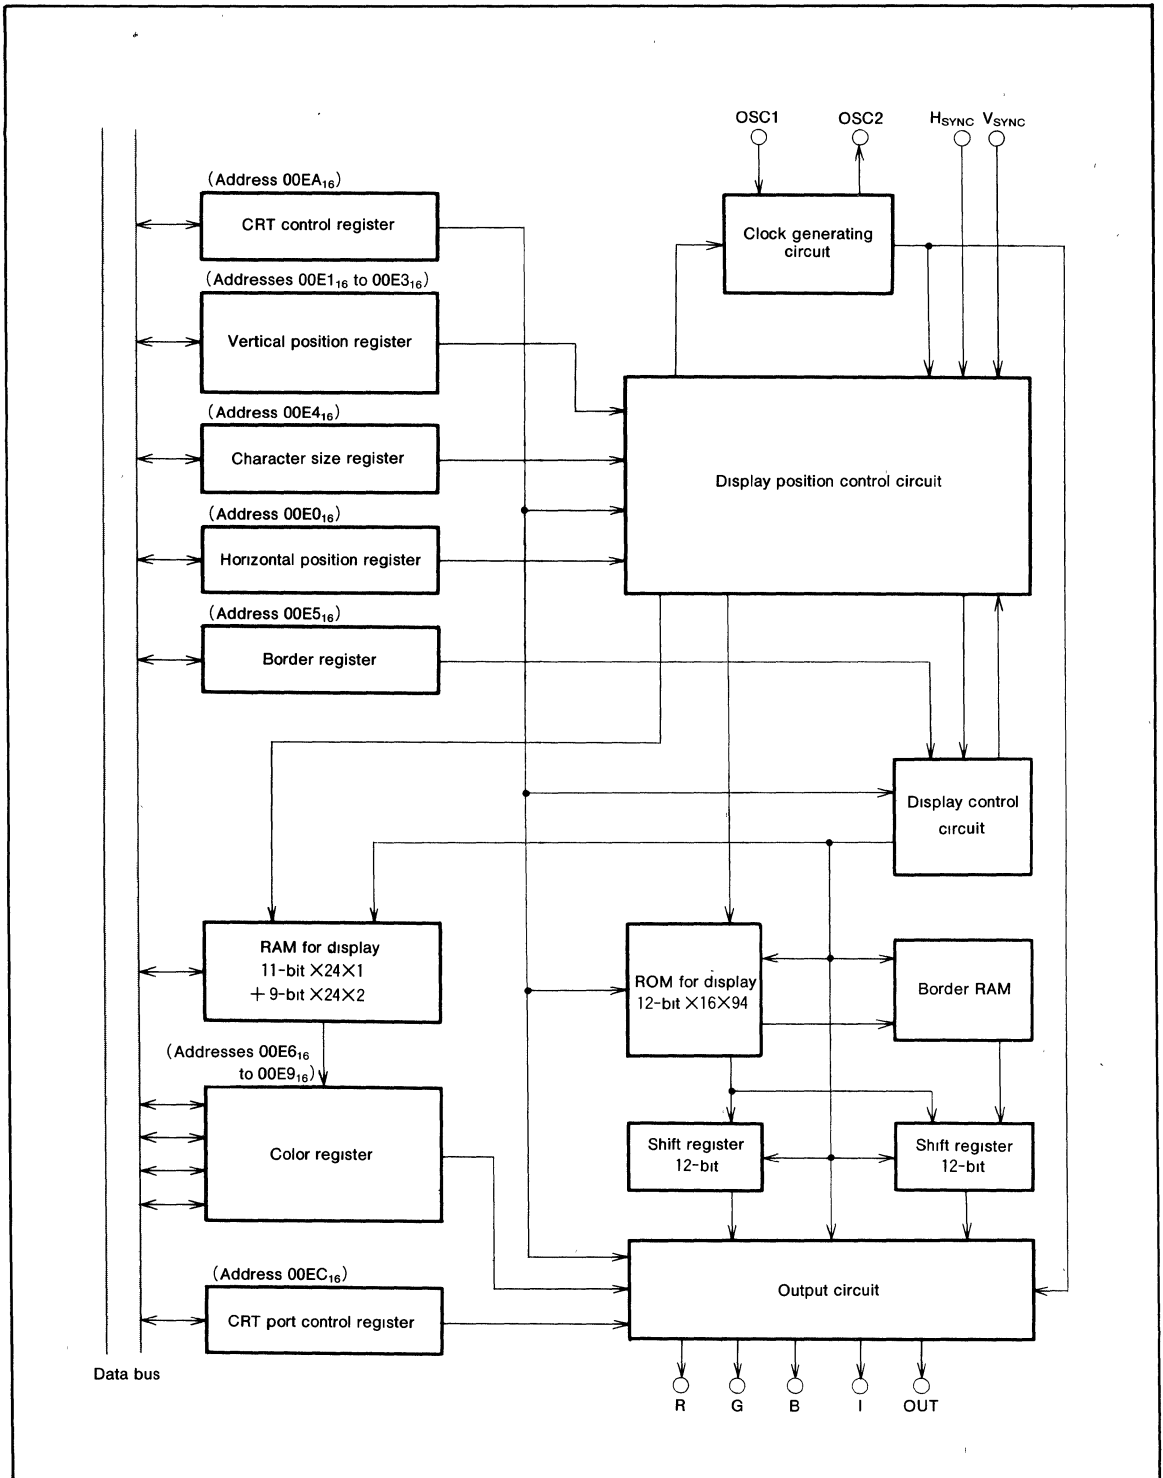 OSC1 OSC2 HSYNC VSYNC
(Address 00EA16)
CRT control register
Clock generating
circuit
(Addresses 00E116 to 00E316)
Vertical position register
(Address 00E416)
Character size register
Display position control circuit
(Address 00E016)
Horizontal position register
(Address 00E516)
Border register
Display control
circuit
RAM for display
11-bit ×24×1
+9-bit ×24×2
ROM for display
12-bit ×16×94
Border RAM
(Addresses 00E616
to 00E916)
Color register
Shift register
12-bit
Shift register
12-bit
(Address 00EC16)
CRT port control register
Output circuit
Data bus
R G B I OUT